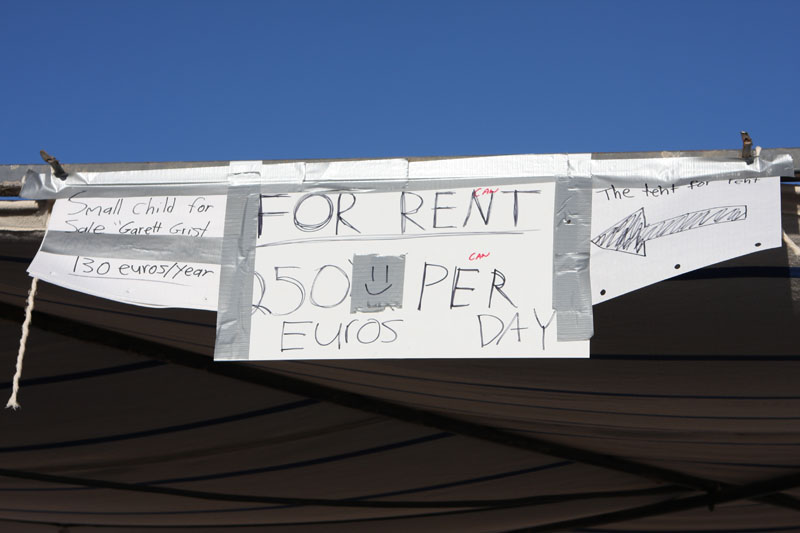 Small child for
Sale "Garett Grist
130 euros/year
CAN
FOR RENT
CAN
250 PER
Euros DAY
The tent for rent